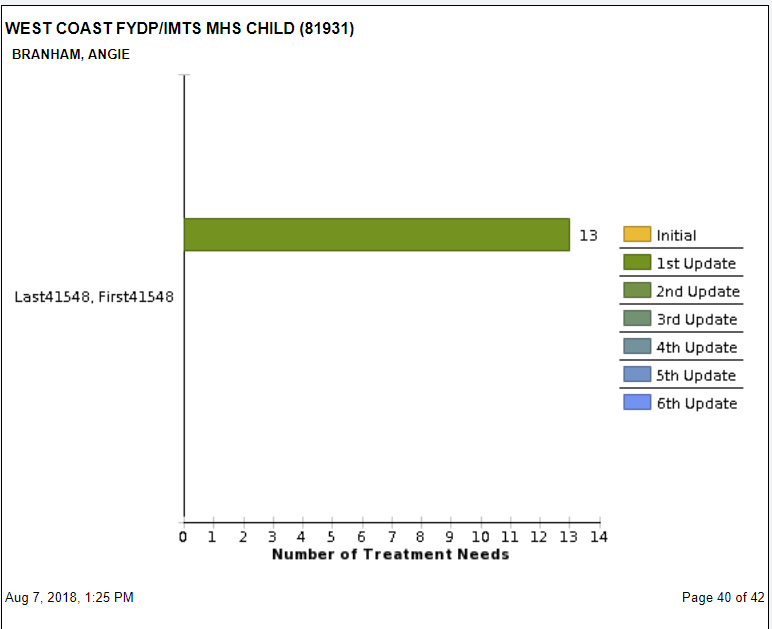 WEST COAST FYDP/IMTS MHS CHILD (81931)
BRANHAM, ANGIE
13
Initial
1st Update
2nd Update
Last41548, First41548
3rd Update
4th Update
5th Update
6th Update
0 1 2 3 4 5 6 7 8 9 10 11 12 13 14
Number of Treatment Needs
Aug 7, 2018, 1:25 PM
Page 40 of 42